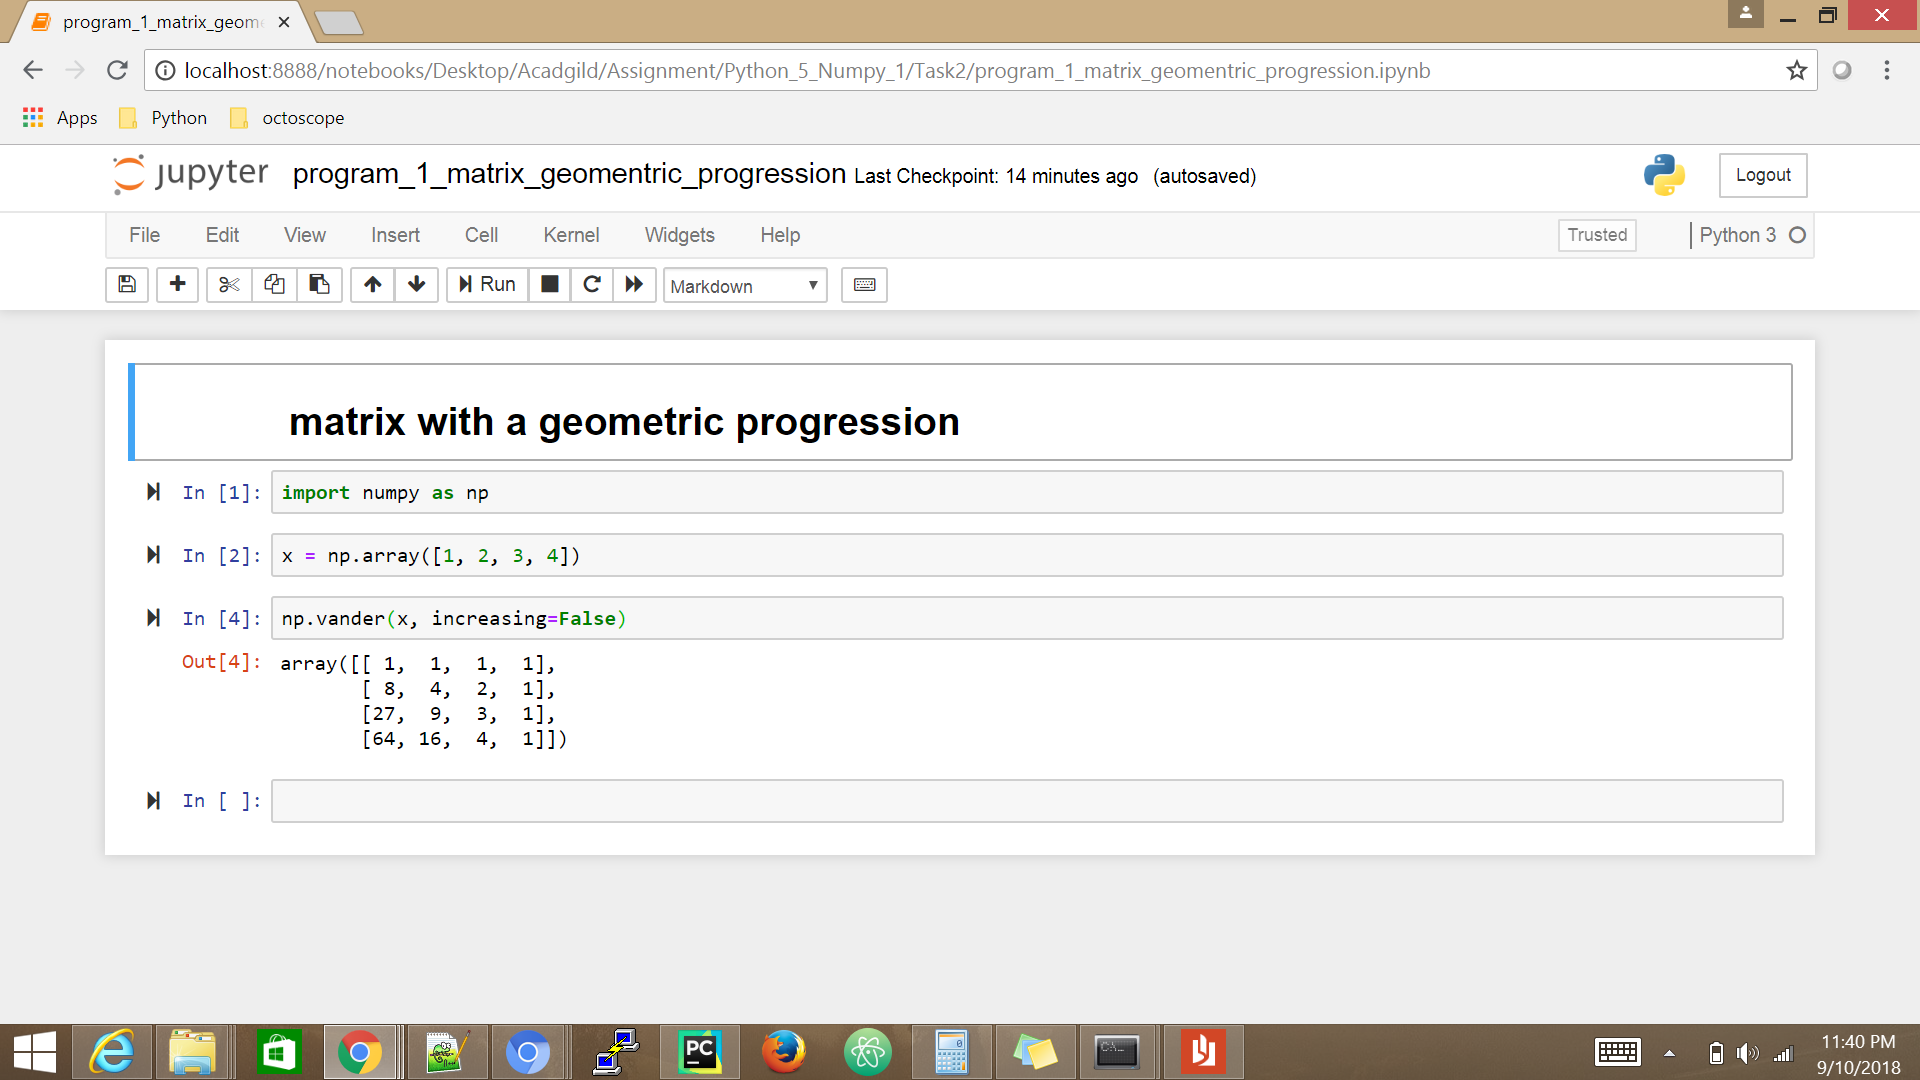 program_1_matrix_geom
localhost:8888/notebooks/Desktop/Acadgild/Assignment/Python_5_Numpy_1/Task2/program_1_matrix_geomentric_progression.ipynb
Apps Python octoscope
jupyter program_1_matrix_geomentric_progression Last Checkpoint: 14 minutes ago (autosaved) Logout
File Edit View Insert Cell Kernel Widgets Help Trusted Python 3
Run Markdown
matrix with a geometric progression
In [1]: import numpy as np
In [2]: x = np.array([1, 2, 3, 4])
In [4]: np.vander(x, increasing=False)
Out[4]: array([[ 1,  1,  1,  1],
[ 8,  4,  2,  1],
[27,  9,  3,  1],
[64, 16,  4,  1]])
In [ ]:
PC
11:40 PM
9/10/2018